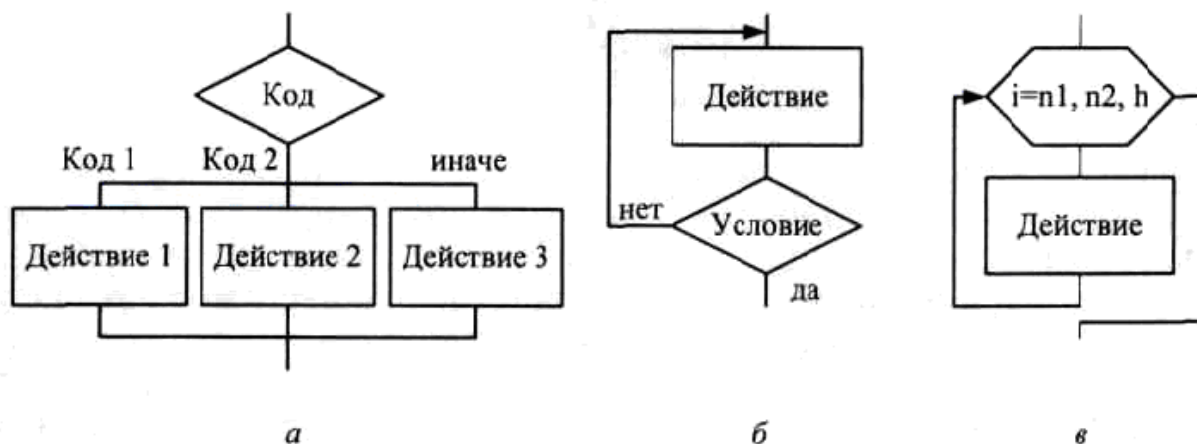 Код
Код 1
Код 2
иначе
Действие 1
Действие 2
Действие 3
а
Действие
нет
Условие
да
б
i=n1, n2, h
Действие
в